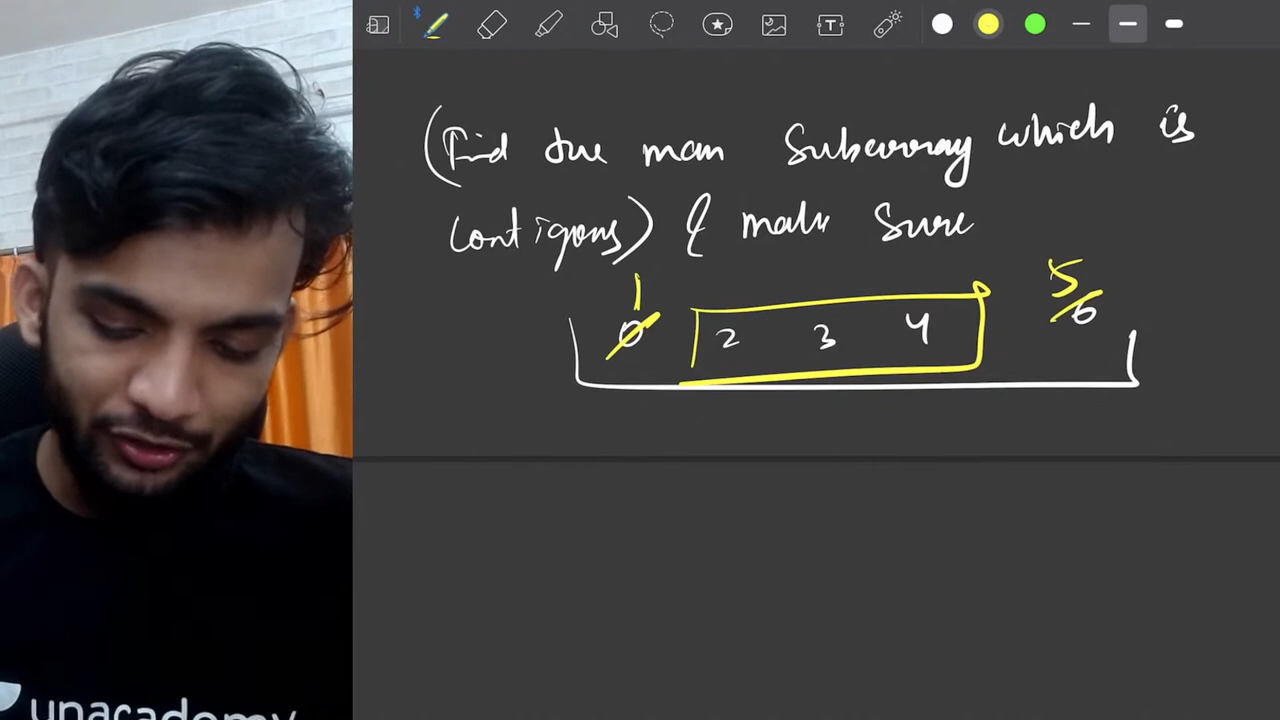 (Find the max Subarray which is
contigous) & make sure
1 5
0 2 3 4 6
unacademy